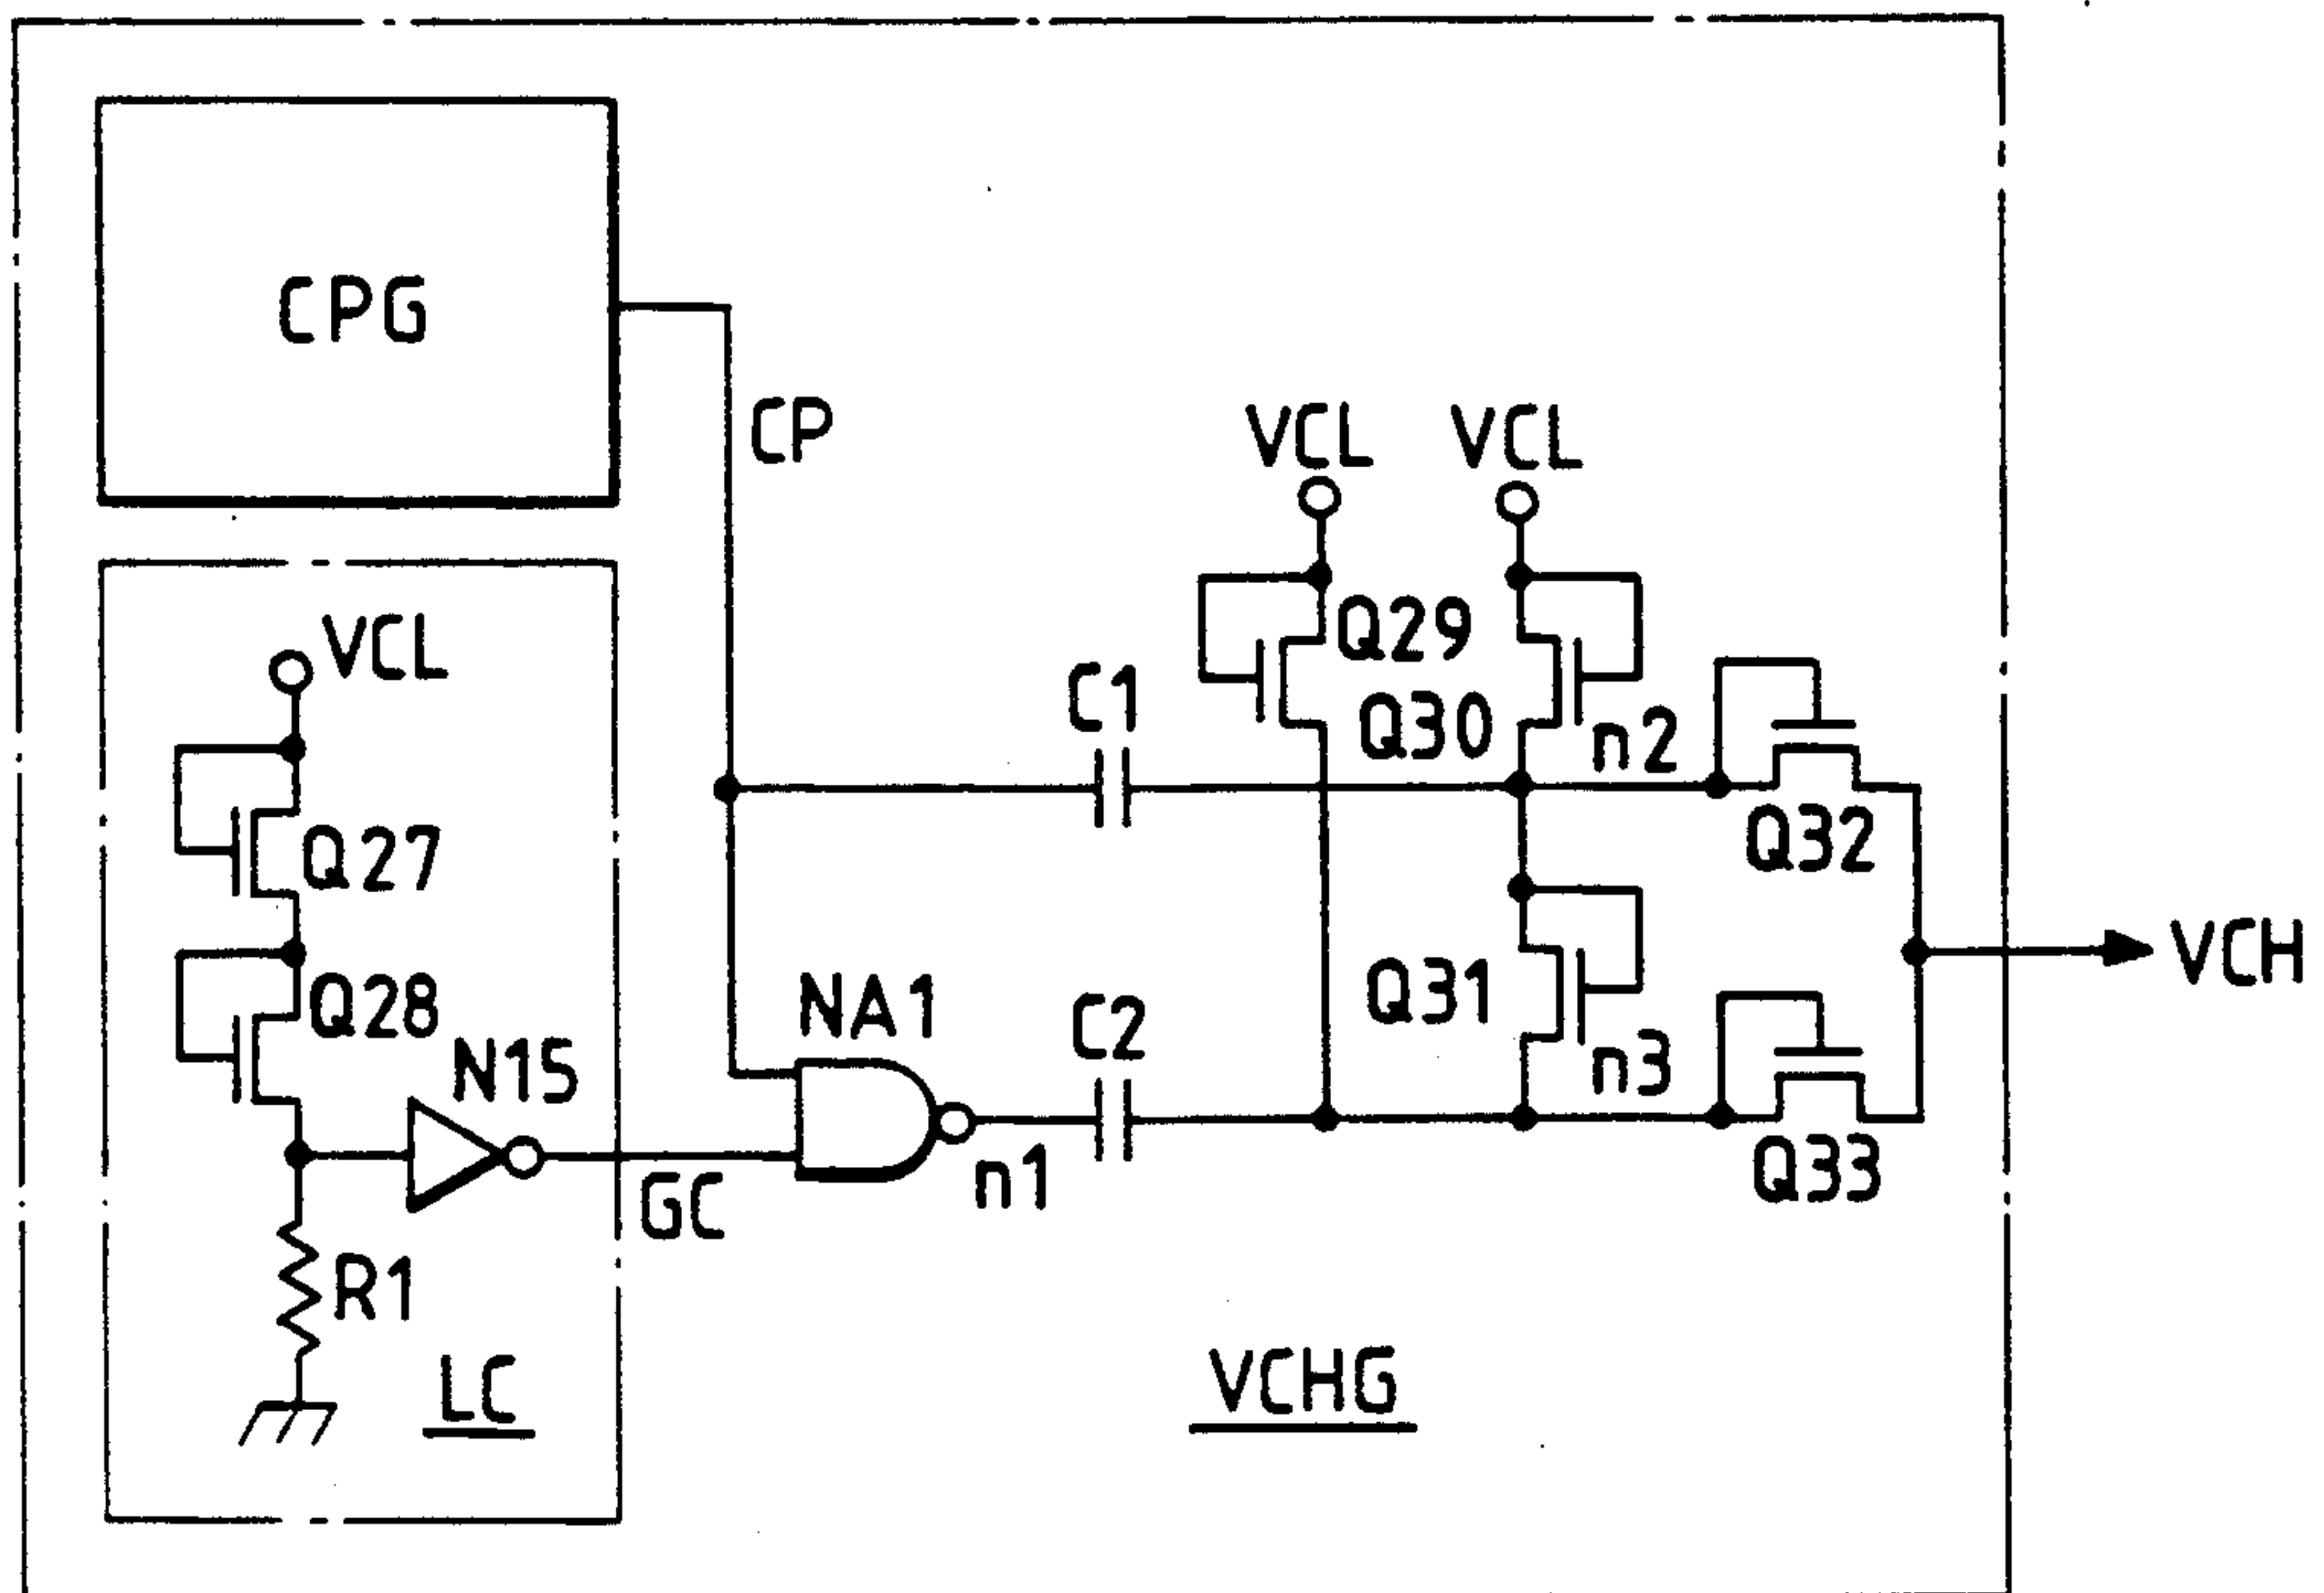 CPG
CP
VCL
VCL
Q29
VCL
C1
Q30
n2
Q27
Q32
VCH
Q28
NA1
C2
Q31
N15
n3
n1
Q33
GC
R1
LC
VCHG